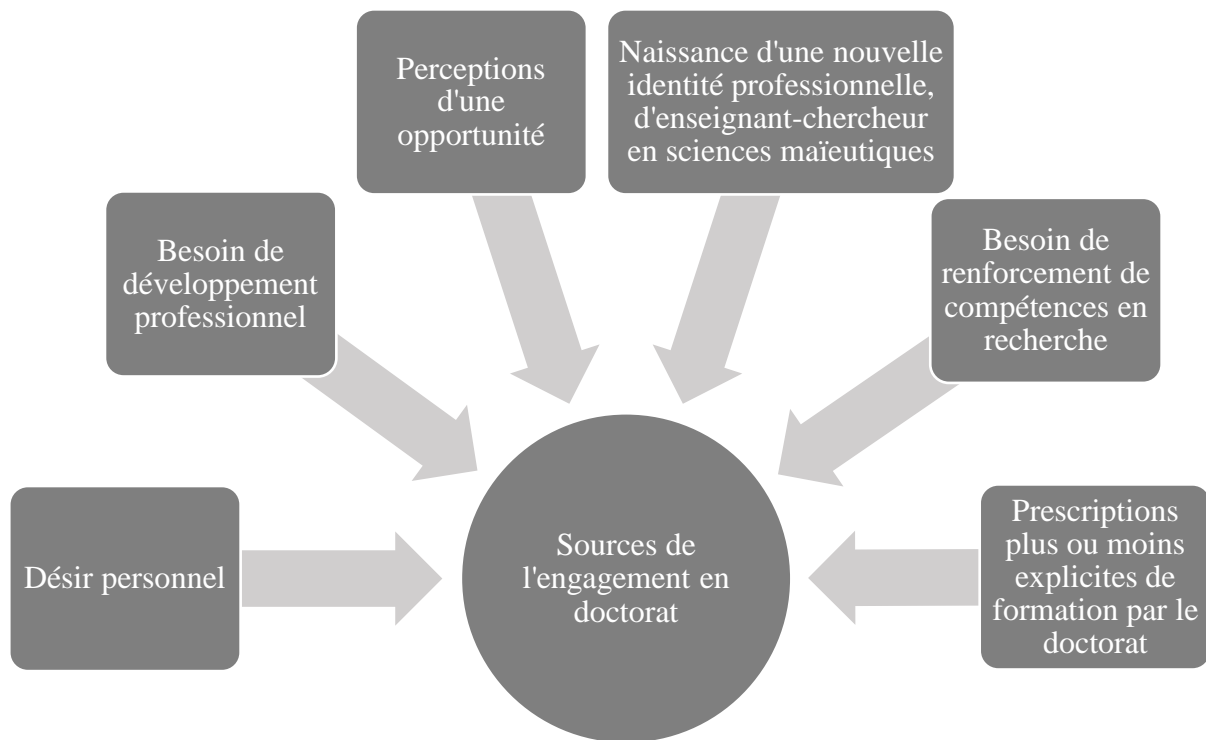 Perceptions
d'une
opportunité
Naissance d'une nouvelle
identité professionnelle,
d'enseignant-chercheur
en sciences maïeutiques
Besoin de
développement
professionnel
Besoin de
renforcement de
compétences en
recherche
Désir personnel
Sources de
l'engagement en
doctorat
Prescriptions
plus ou moins
explicites de
formation par le
doctorat